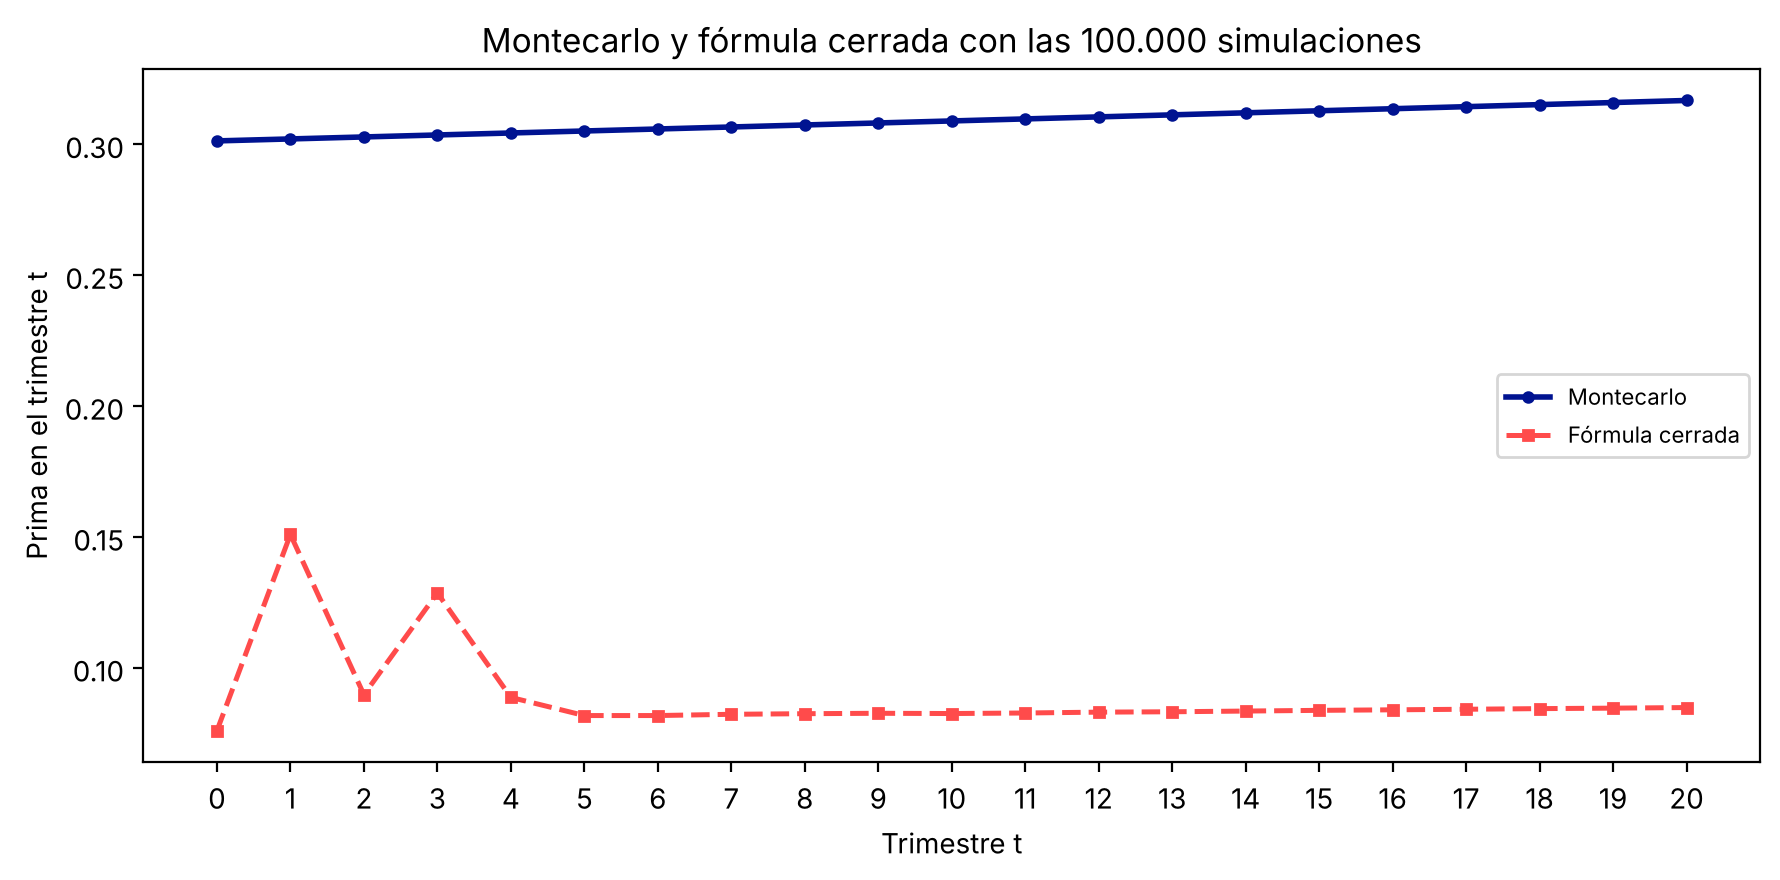 Montecarlo y fórmula cerrada con las 100.000 simulaciones
Prima en el trimestre t
0.30
0.25
0.20
0.15
0.10
Montecarlo
Fórmula cerrada
0 1 2 3 4 5 6 7 8 9 10 11 12 13 14 15 16 17 18 19 20
Trimestre t